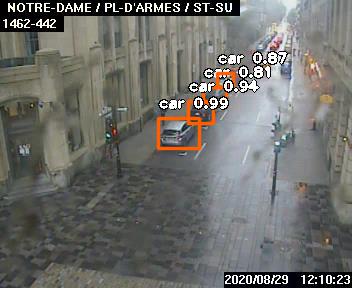 NOTRE-DAME / PL-D'ARMES / ST-SU
1462-442
car 0.87
car 0.81
car 0.94
car 0.99
2020/08/29 12:10:23